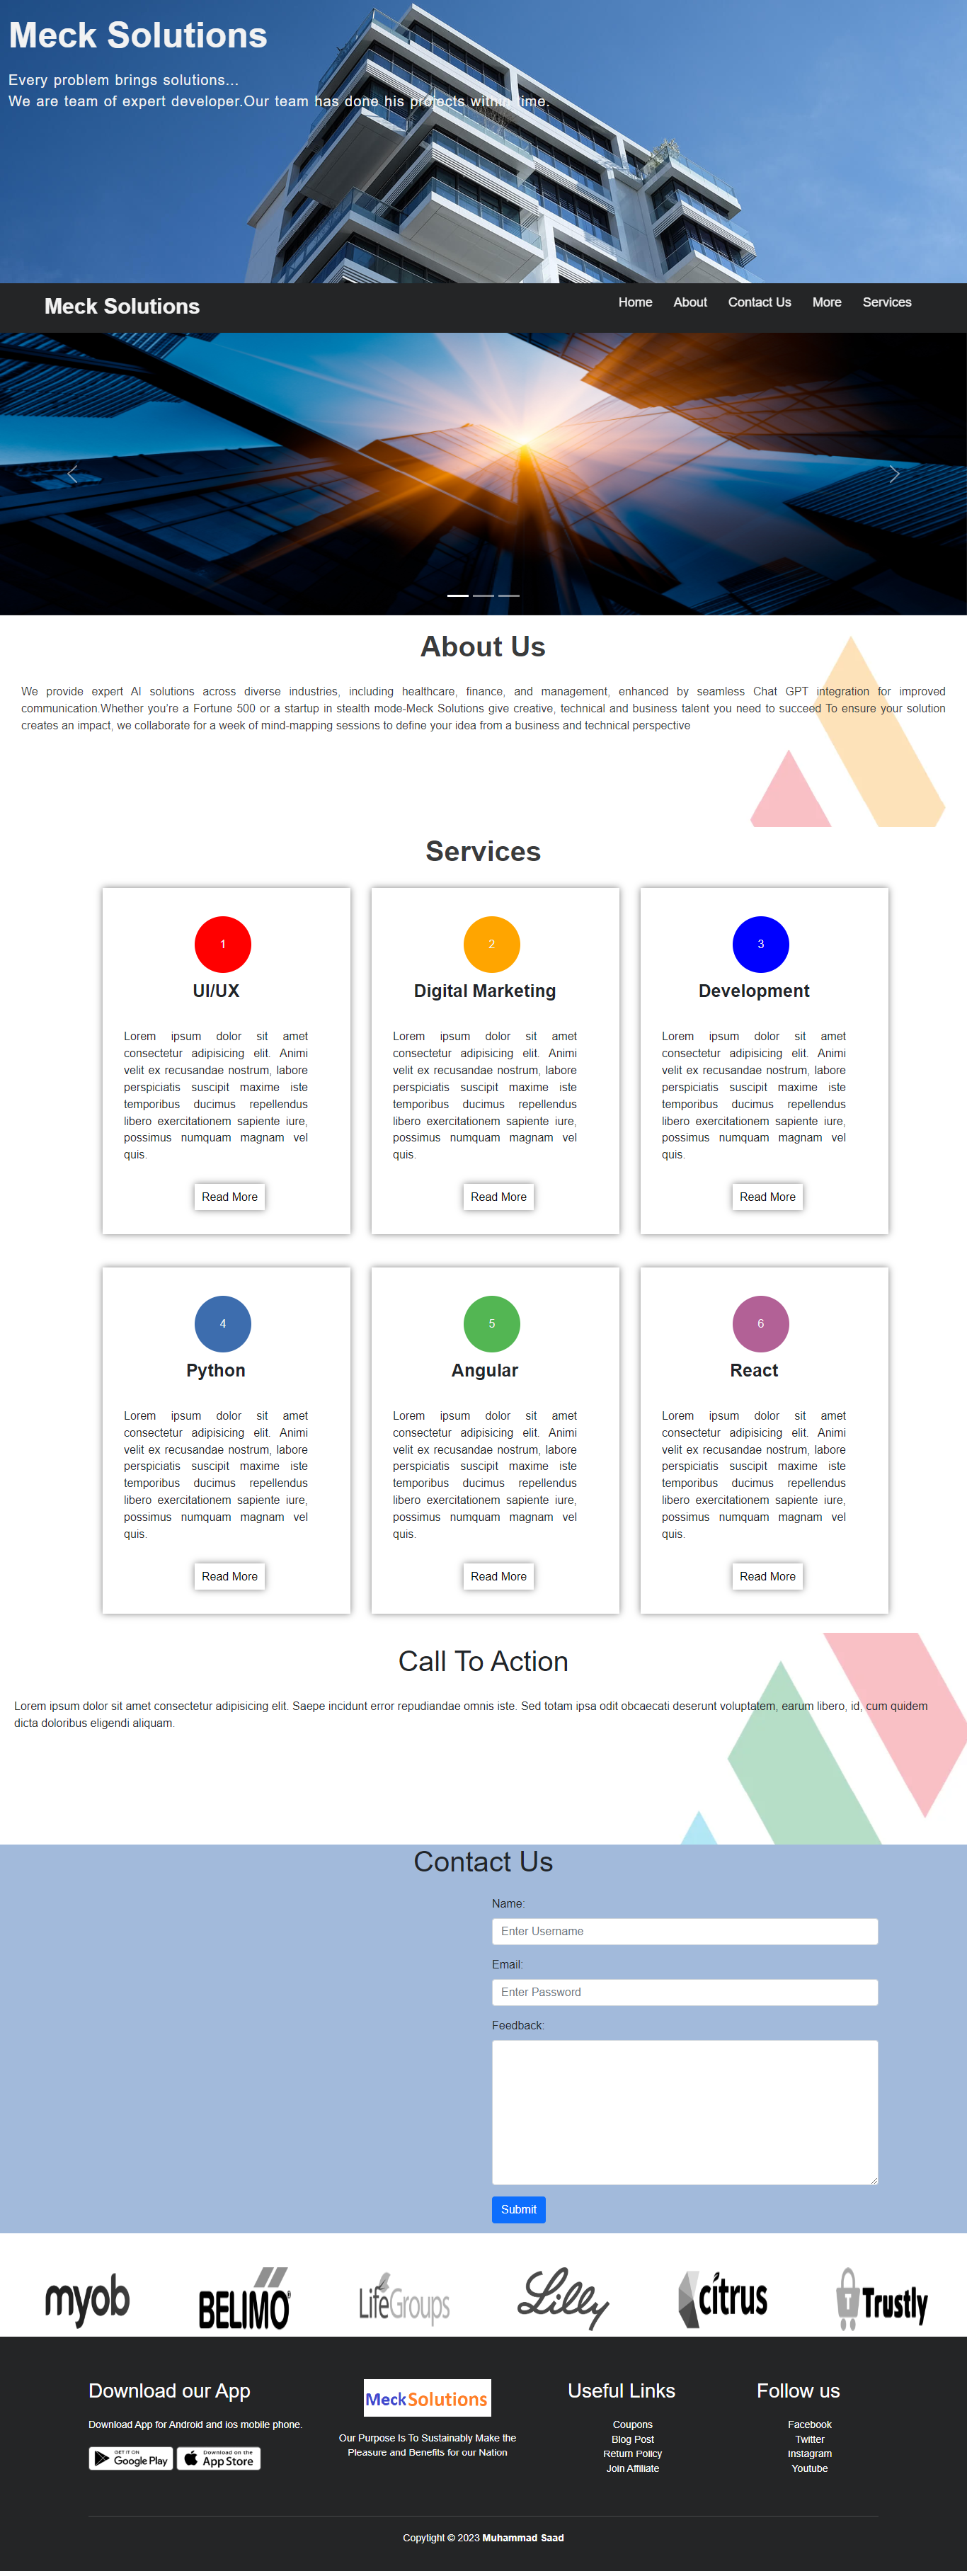 Meck Solutions
Every problem brings solutions...
We are team of expert developer.Our team has done his projects within time.
Meck Solutions
Home About Contact Us More Services
About Us
We provide expert AI solutions across diverse industries, including healthcare, finance, and management, enhanced by seamless Chat GPT integration for improved
communication.Whether you're a Fortune 500 or a startup in stealth mode-Meck Solutions give creative, technical and business talent you need to succeed To ensure your solution
creates an impact, we collaborate for a week of mind-mapping sessions to define your idea from a business and technical perspective
Services
1
UI/UX
Lorem ipsum dolor sit amet
consectetur adipisicing elit. Animi
velit ex recusandae nostrum, labore
perspiciatis suscipit maxime iste
temporibus ducimus repellendus
libero exercitationem sapiente iure,
possimus numquam magnam vel
quis.
Read More
2
Digital Marketing
Lorem ipsum dolor sit amet
consectetur adipisicing elit. Animi
velit ex recusandae nostrum, labore
perspiciatis suscipit maxime iste
temporibus ducimus repellendus
libero exercitationem sapiente iure,
possimus numquam magnam vel
quis.
Read More
3
Development
Lorem ipsum dolor sit amet
consectetur adipisicing elit. Animi
velit ex recusandae nostrum, labore
perspiciatis suscipit maxime iste
temporibus ducimus repellendus
libero exercitationem sapiente iure,
possimus numquam magnam vel
quis.
Read More
4
Python
Lorem ipsum dolor sit amet
consectetur adipisicing elit. Animi
velit ex recusandae nostrum, labore
perspiciatis suscipit maxime iste
temporibus ducimus repellendus
libero exercitationem sapiente iure,
possimus numquam magnam vel
quis.
Read More
5
Angular
Lorem ipsum dolor sit amet
consectetur adipisicing elit. Animi
velit ex recusandae nostrum, labore
perspiciatis suscipit maxime iste
temporibus ducimus repellendus
libero exercitationem sapiente iure,
possimus numquam magnam vel
quis.
Read More
6
React
Lorem ipsum dolor sit amet
consectetur adipisicing elit. Animi
velit ex recusandae nostrum, labore
perspiciatis suscipit maxime iste
temporibus ducimus repellendus
libero exercitationem sapiente iure,
possimus numquam magnam vel
quis.
Read More
Call To Action
Lorem ipsum dolor sit amet consectetur adipisicing elit. Saepe incidunt error repudiandae omnis iste. Sed totam ipsa odit obcaecati deserunt voluptatem, earum libero, id, cum quidem
dicta doloribus eligendi aliquam.
Contact Us
Name:
Enter Username
Email:
Enter Password
Feedback:
Submit
myob BELIMO® LifeGroups Lilly citrus T Trustly
Download our App
Download App for Android and ios mobile phone.
GET IT ON
Google Play
Download on the
App Store
Meck Solutions
Our Purpose Is To Sustainably Make the
Pleasure and Benefits for our Nation
Useful Links
Coupons
Blog Post
Return Policy
Join Affiliate
Follow us
Facebook
Twitter
Instagram
Youtube
Copytight © 2023 Muhammad Saad